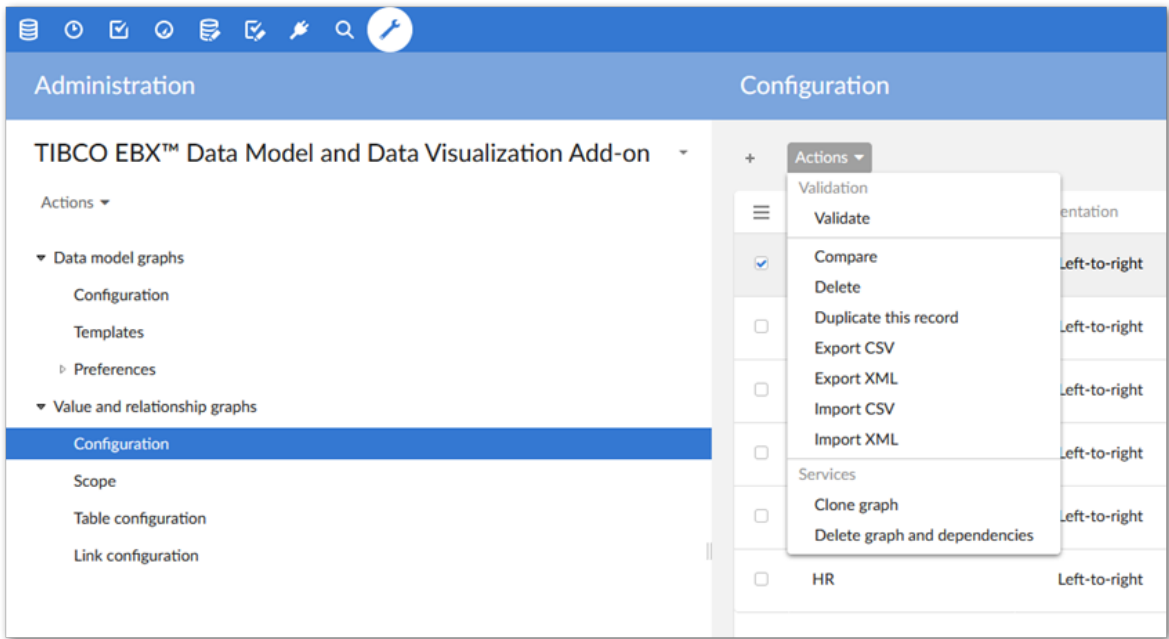 Administration
Configuration
TIBCO EBX™ Data Model and Data Visualization Add-on
Actions
Actions
Validation
Validate
entation
Data model graphs
Configuration
Templates
Preferences
Value and relationship graphs
Configuration
Scope
Table configuration
Link configuration
Compare
Left-to-right
Delete
Duplicate this record
Left-to-right
Export CSV
Export XML
Left-to-right
Import CSV
Import XML
Left-to-right
Services
Clone graph
Left-to-right
Delete graph and dependencies
HR
Left-to-right